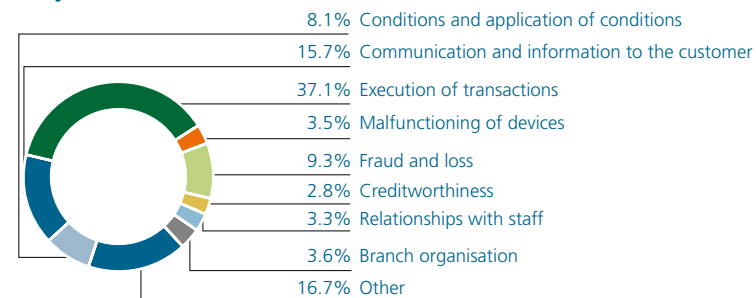 8.1% Conditions and application of conditions
15.7% Communication and information to the customer
37.1% Execution of transactions
3.5% Malfunctioning of devices
9.3% Fraud and loss
2.8% Creditworthiness
3.3% Relationships with staff
3.6% Branch organisation
16.7% Other